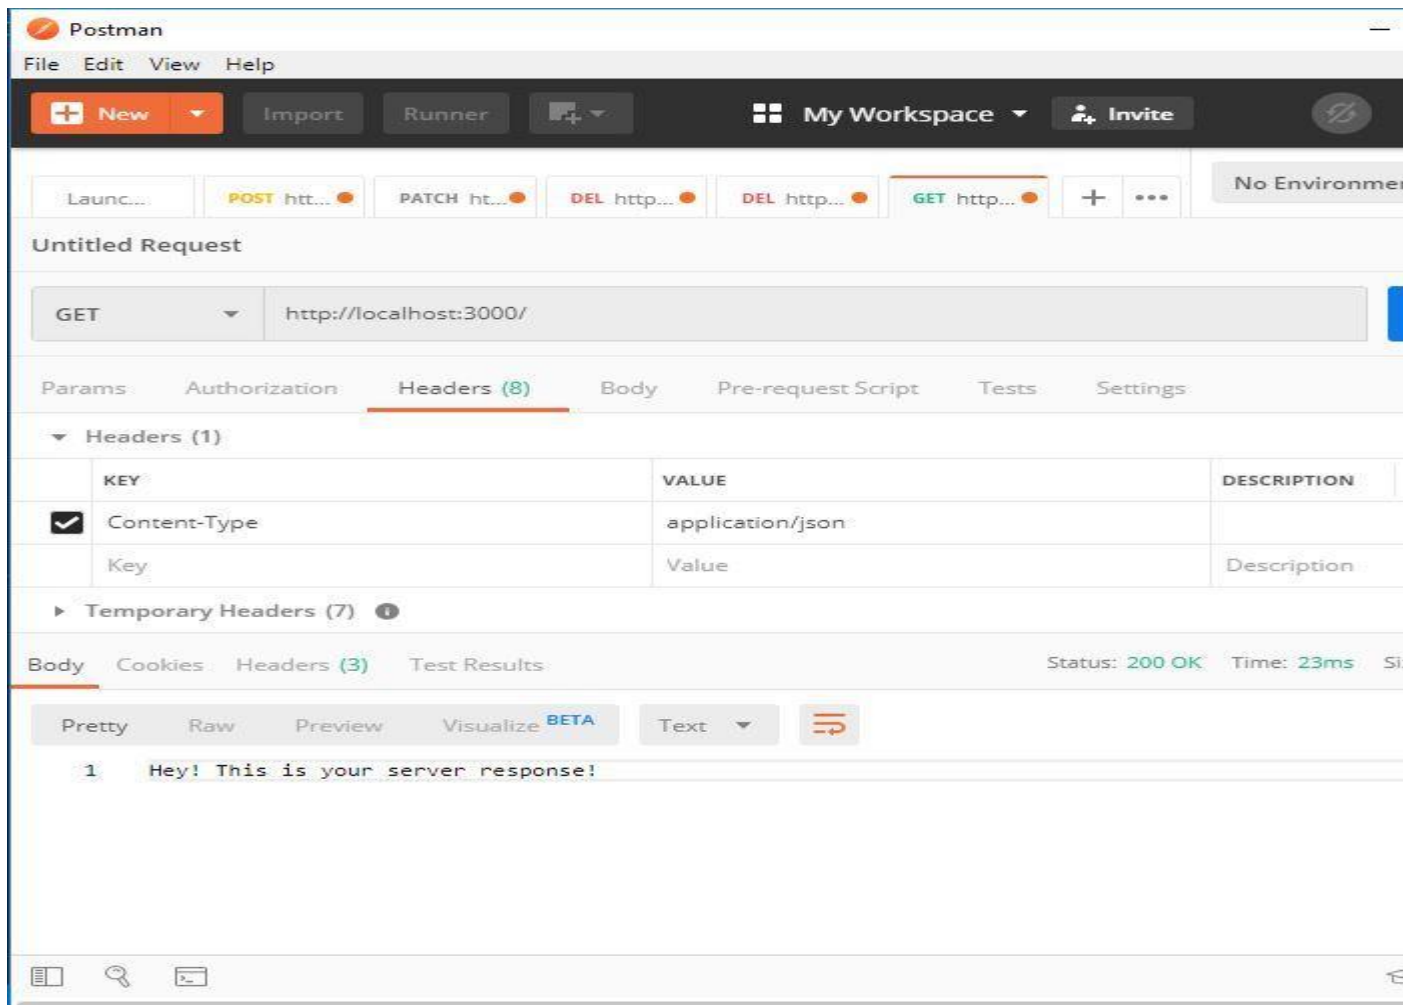 Postman
File Edit View Help
New Import Runner My Workspace Invite
Launc... POST htt... PATCH ht... DEL http... DEL http... GET http... + ••• No Environmen
Untitled Request
GET http://localhost:3000/
Params Authorization Headers (8) Body Pre-request Script Tests Settings
Headers (1)
KEY VALUE DESCRIPTION
Content-Type application/json
Key Value Description
Temporary Headers (7)
Body Cookies Headers (3) Test Results Status: 200 OK Time: 23ms Si
Pretty Raw Preview Visualize BETA Text
1 Hey! This is your server response!